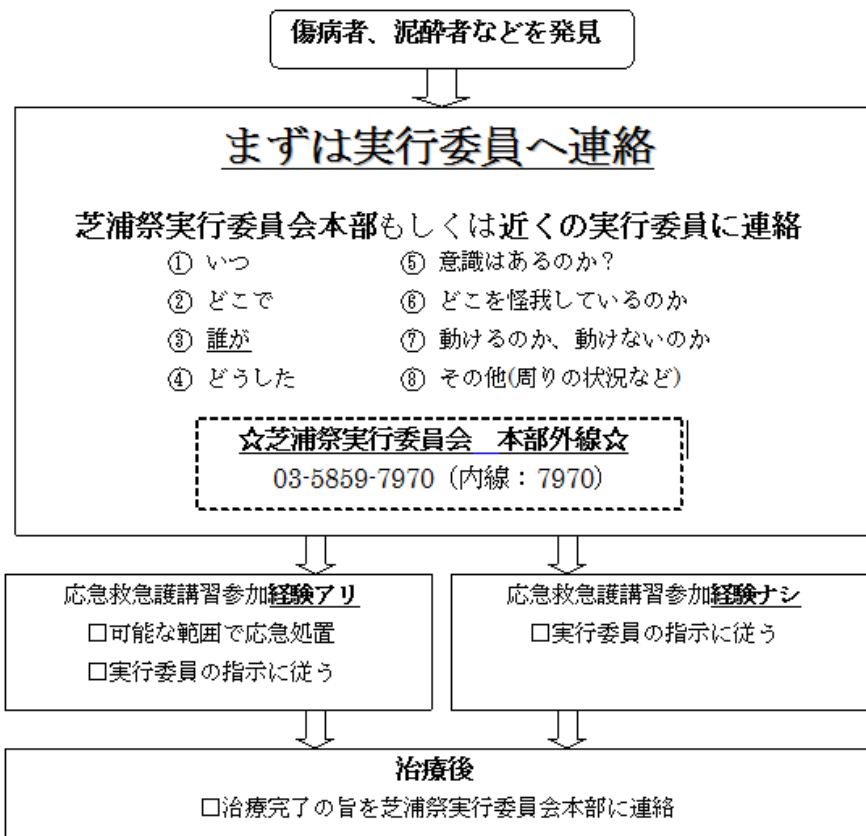 傷病者、泥酔者などを発見
まずは実行委員へ連絡
芝浦祭実行委員会本部もしくは近くの実行委員に連絡
① いつ
② どこで
③ 誰が
④ どうした
⑤ 意識はあるのか?
⑥ どこを怪我しているのか
⑦ 動けるのか、動けないのか
⑧ その他(周りの状況など)
☆芝浦祭実行委員会 本部外線☆
03-5859-7970(内線:7970)
応急救急護講習参加経験アリ
□可能な範囲で応急処置
□実行委員の指示に従う
応急救急護講習参加経験ナシ
□実行委員の指示に従う
治療後
□治療完了の旨を芝浦祭実行委員会本部に連絡